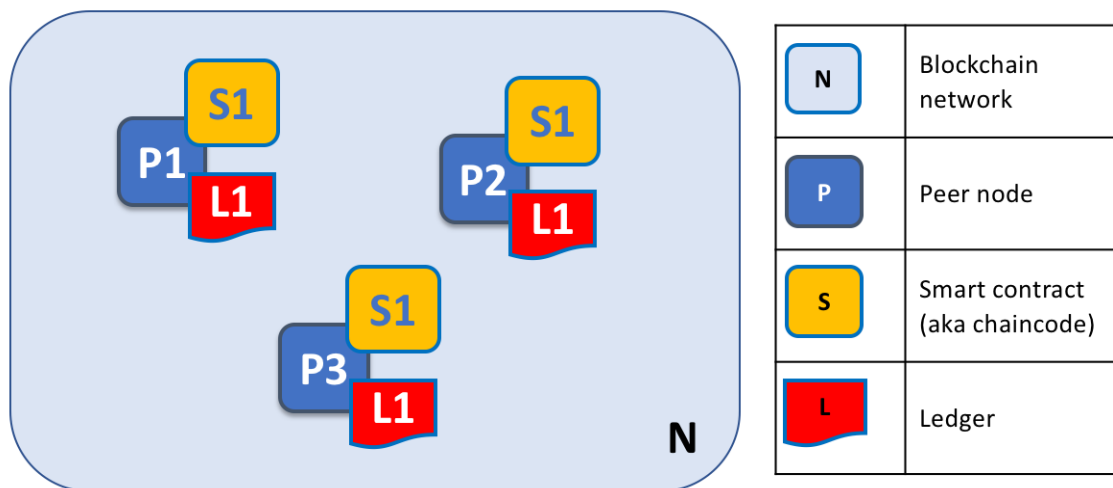 S1
P1
L1
S1
P2
L1
S1
P3
L1
N
N
Blockchain
network
P
Peer node
S
Smart contract
(aka chaincode)
L
Ledger